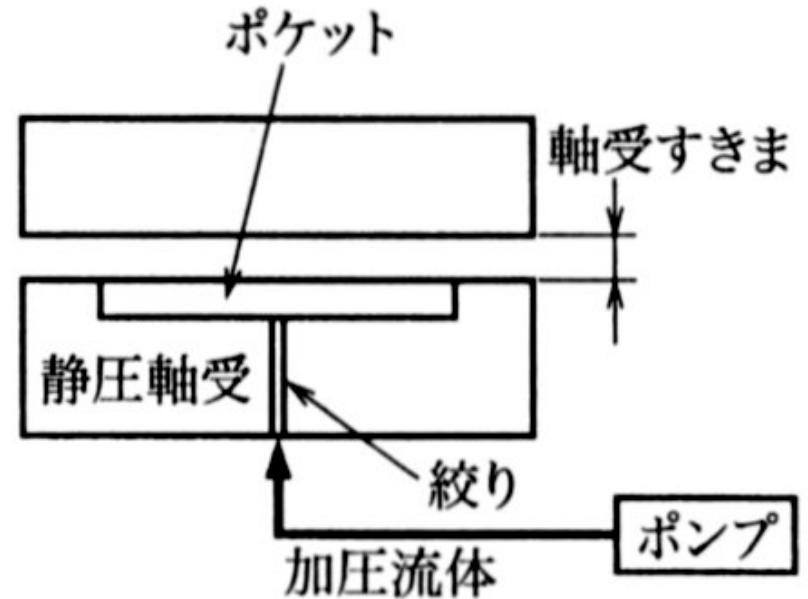 ポケット
軸受すきま
静圧軸受
絞り
ポンプ
加圧流体